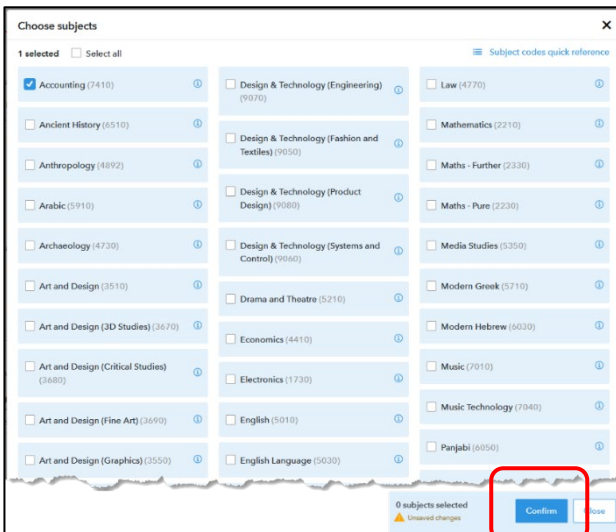 Choose subjects
1 selected
Select all
Subject codes quick reference
Accounting (7410)
Ancient History (6510)
Anthropology (4892)
Arabic (5910)
Archaeology (4730)
Art and Design (3510)
Art and Design (3D Studies) (3670)
Art and Design (Critical Studies)
(3680)
Art and Design (Fine Art) (3690)
Art and Design (Graphics) (3550)
Design & Technology (Engineering)
(9070)
Design & Technology (Fashion and
Textiles) (9050)
Design & Technology (Product
Design) (9080)
Design & Technology (Systems and
Control) (9060)
Drama and Theatre (5210)
Economics (4410)
Electronics (1730)
English (5010)
English Language (5030)
Law (4770)
Mathematics (2210)
Maths - Further (2330)
Maths - Pure (2230)
Media Studies (5350)
Modern Greek (5710)
Modern Hebrew (6030)
Music (7010)
Music Technology (7040)
Panjabi (6050)
0 subjects selected
Unsaved changes
Confirm
Close